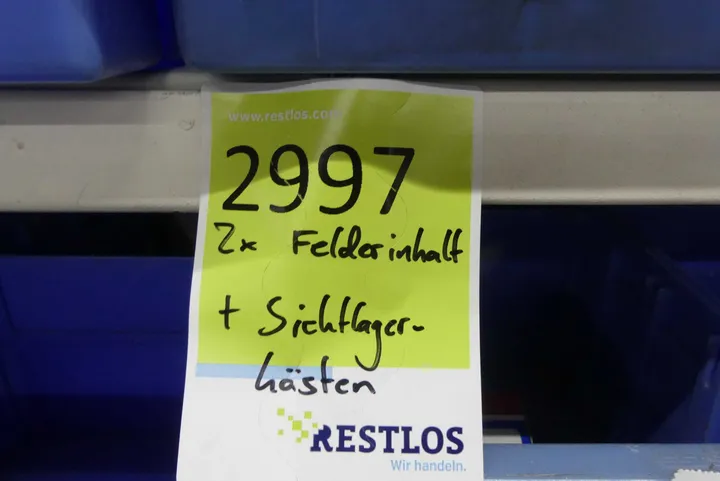 www.restlos.com
2997
2x Felderinhalt
+ Sichtlager-
kästen
RESTLOS
Wir handeln.